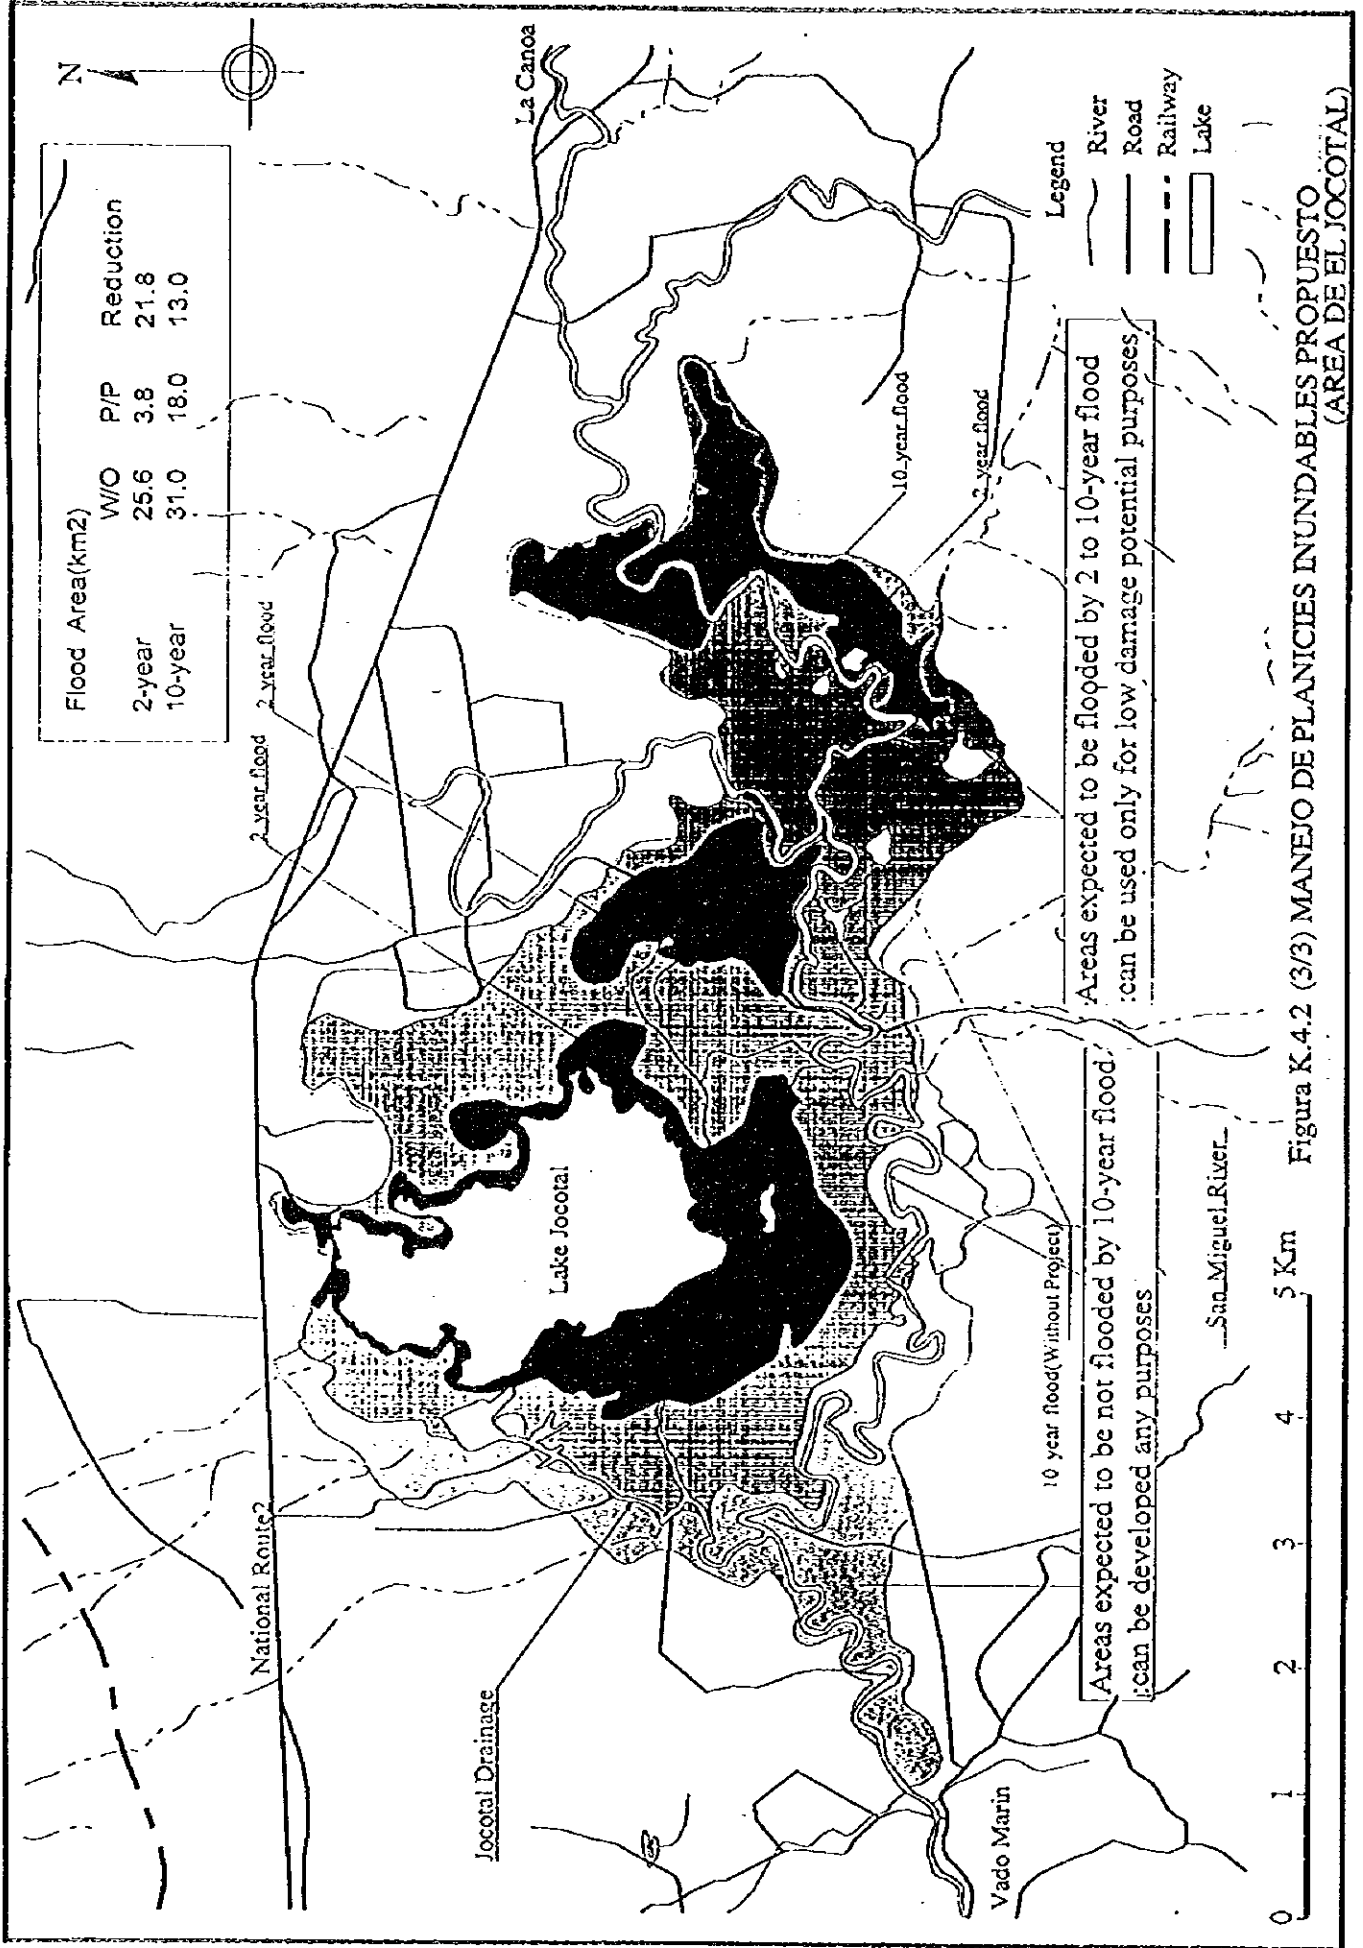 N
Flood Area(km2)
W/O P/P Reduction
2-year 25.6 3.8 21.8
10-year 31.0 18.0 13.0
La Canoa
2 year flood
2 year flood
National Route2
Lake Jocotal
Jocotal Drainage
10-year flood
2 year flood
Legend
River
Road
Railway
Lake
10 year flood(Without Project)
Areas expected to be flooded by 2 to 10-year flood
:can be used only for low damage potential purposes
Areas expected to be not flooded by 10-year flood
:can be developed any purposes
Vado Marin
San Miguel River
0 1 2 3 4 5 Km
Figura K.4.2 (3/3) MANEJO DE PLANICIES INUNDABLES PROPUESTO
(AREA DE EL JOCOTAL)